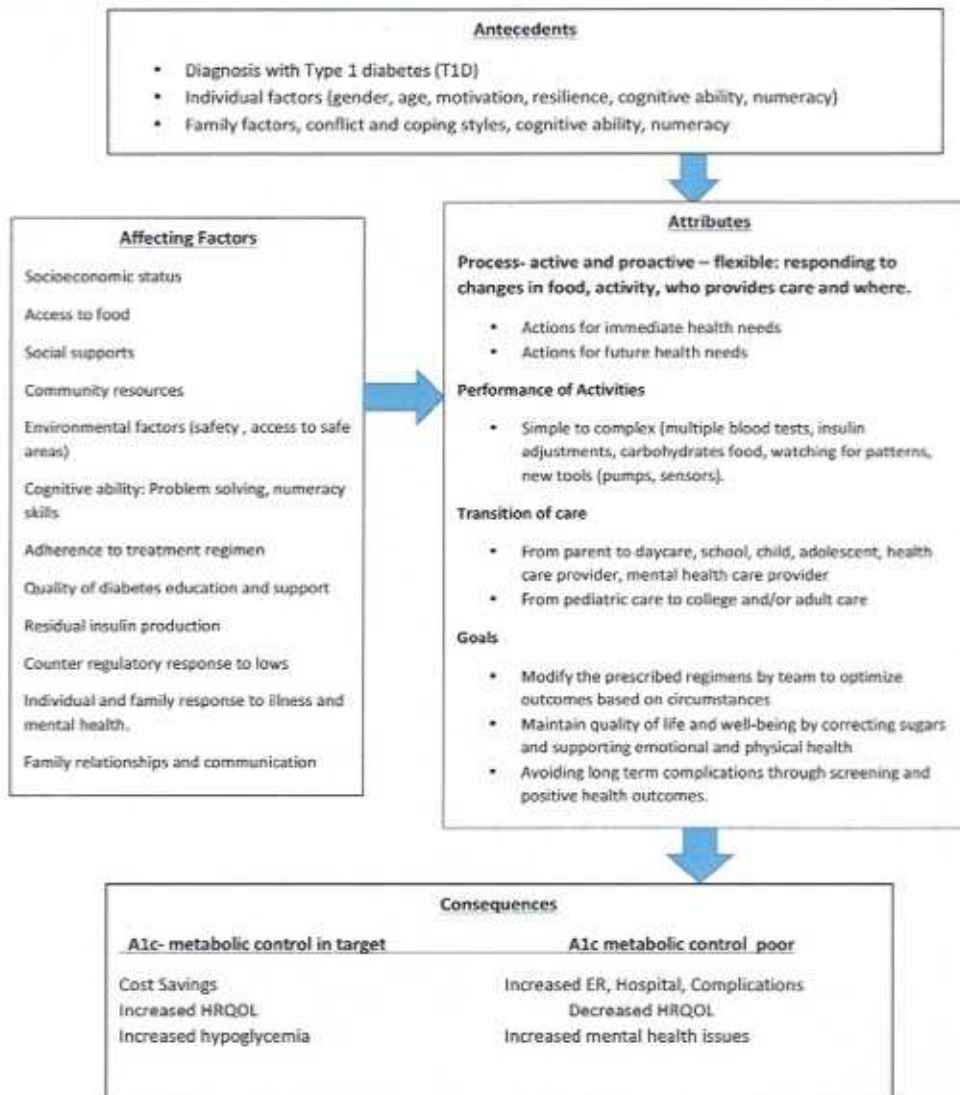 Antecedents
• Diagnosis with Type 1 diabetes (T1D)
• Individual factors (gender, age, motivation, resilience, cognitive ability, numeracy)
• Family factors, conflict and coping styles, cognitive ability, numeracy
Affecting Factors
Socioeconomic status
Access to food
Social supports
Community resources
Environmental factors (safety , access to safe
areas)
Cognitive ability: Problem solving, numeracy
skills
Adherence to treatment regimen
Quality of diabetes education and support
Residual insulin production
Counter regulatory response to lows
Individual and family response to illness and
mental health.
Family relationships and communication
Attributes
Process- active and proactive – flexible: responding to
changes in food, activity, who provides care and where.
• Actions for immediate health needs
• Actions for future health needs
Performance of Activities
• Simple to complex (multiple blood tests, insulin
adjustments, carbohydrates food, watching for patterns,
new tools (pumps, sensors).
Transition of care
• From parent to daycare, school, child, adolescent, health
care provider, mental health care provider
• From pediatric care to college and/or adult care
Goals
• Modify the prescribed regimens by team to optimize
outcomes based on circumstances
• Maintain quality of life and well-being by correcting sugars
and supporting emotional and physical health
• Avoiding long term complications through screening and
positive health outcomes.
Consequences
A1c- metabolic control in target A1c metabolic control poor
Cost Savings Increased ER, Hospital, Complications
Increased HRQOL Decreased HRQOL
Increased hypoglycemia Increased mental health issues